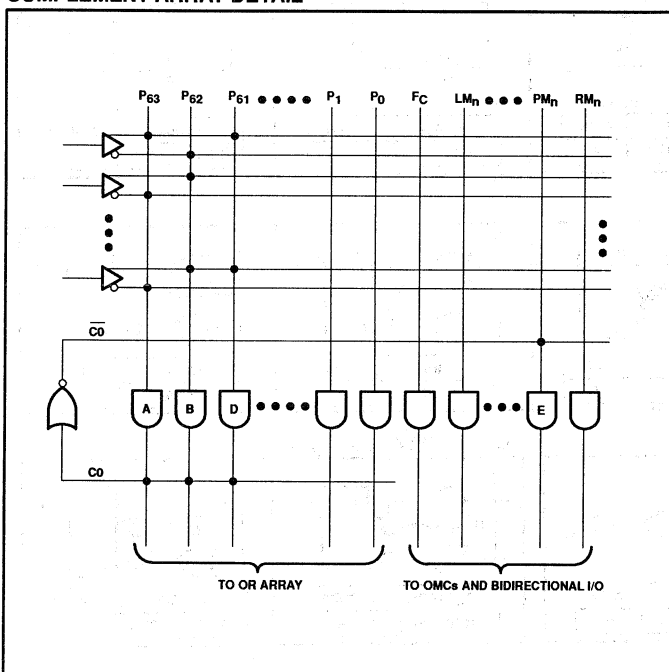 COMPLEMENT ARRAY DETAIL
P63 P62 P61 •••• P1 P0 FC LMn ••• PMn RMn
C0
A B D •••• ••• E
C0
TO OR ARRAY
TO OMCs AND BIDIRECTIONAL I/O